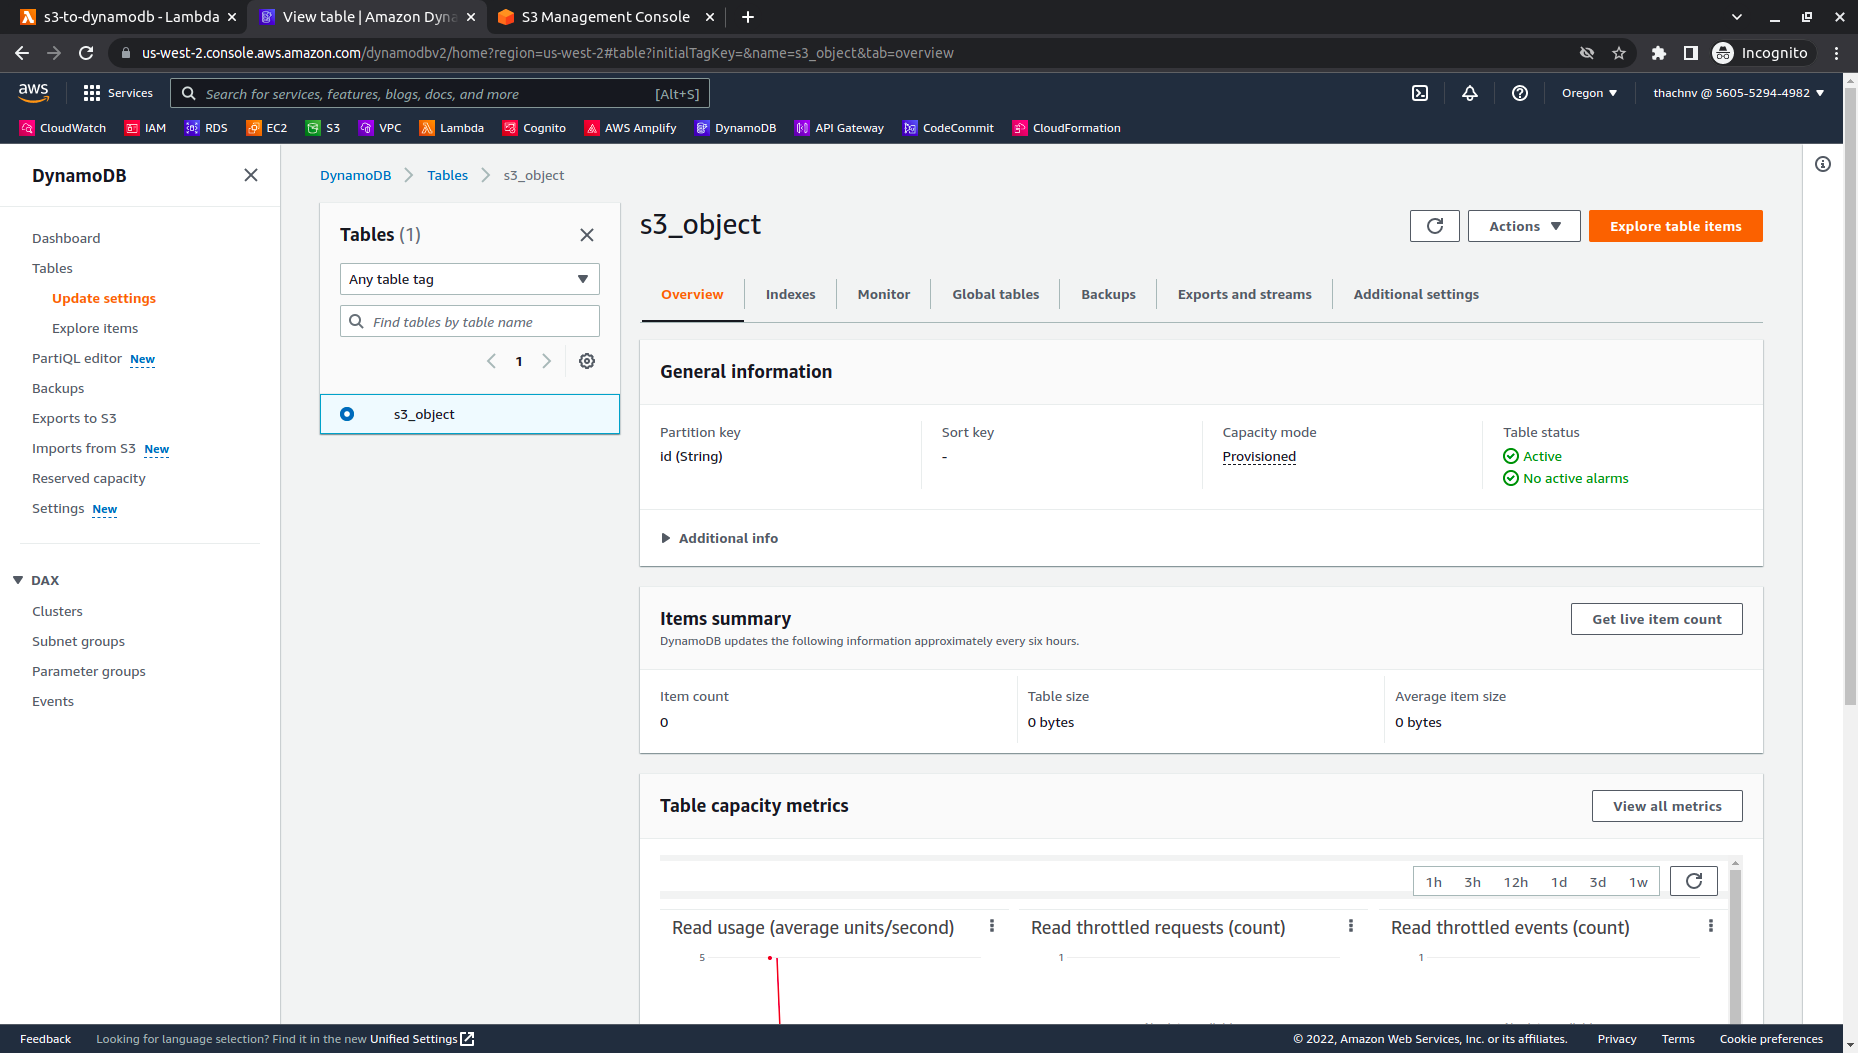 s3-to-dynamodb - Lambda
View table | Amazon Dyna
S3 Management Console
us-west-2.console.aws.amazon.com/dynamodbv2/home?region=us-west-2#table?initialTagKey=&name=s3_object&tab=overview
Incognito
aws
Services
Search for services, features, blogs, docs, and more
[Alt+S]
Oregon
thachnv @ 5605-5294-4982
CloudWatch
IAM
RDS
EC2
S3
VPC
Lambda
Cognito
AWS Amplify
DynamoDB
API Gateway
CodeCommit
CloudFormation
DynamoDB
Dashboard
Tables
Update settings
Explore items
PartiQL editor New
Backups
Exports to S3
Imports from S3 New
Reserved capacity
Settings New
DAX
Clusters
Subnet groups
Parameter groups
Events
DynamoDB
Tables
s3_object
Tables (1)
Any table tag
Find tables by table name
1
s3_object
s3_object
Actions
Explore table items
Overview
Indexes
Monitor
Global tables
Backups
Exports and streams
Additional settings
General information
Partition key
id (String)
Sort key
-
Capacity mode
Provisioned
Table status
Active
No active alarms
Additional info
Items summary
Get live item count
DynamoDB updates the following information approximately every six hours.
Item count
0
Table size
0 bytes
Average item size
0 bytes
Table capacity metrics
View all metrics
1h 3h 12h 1d 3d 1w
Read usage (average units/second)
5
Read throttled requests (count)
1
Read throttled events (count)
1
Feedback
Looking for language selection? Find it in the new Unified Settings
© 2022, Amazon Web Services, Inc. or its affiliates.
Privacy
Terms
Cookie preferences